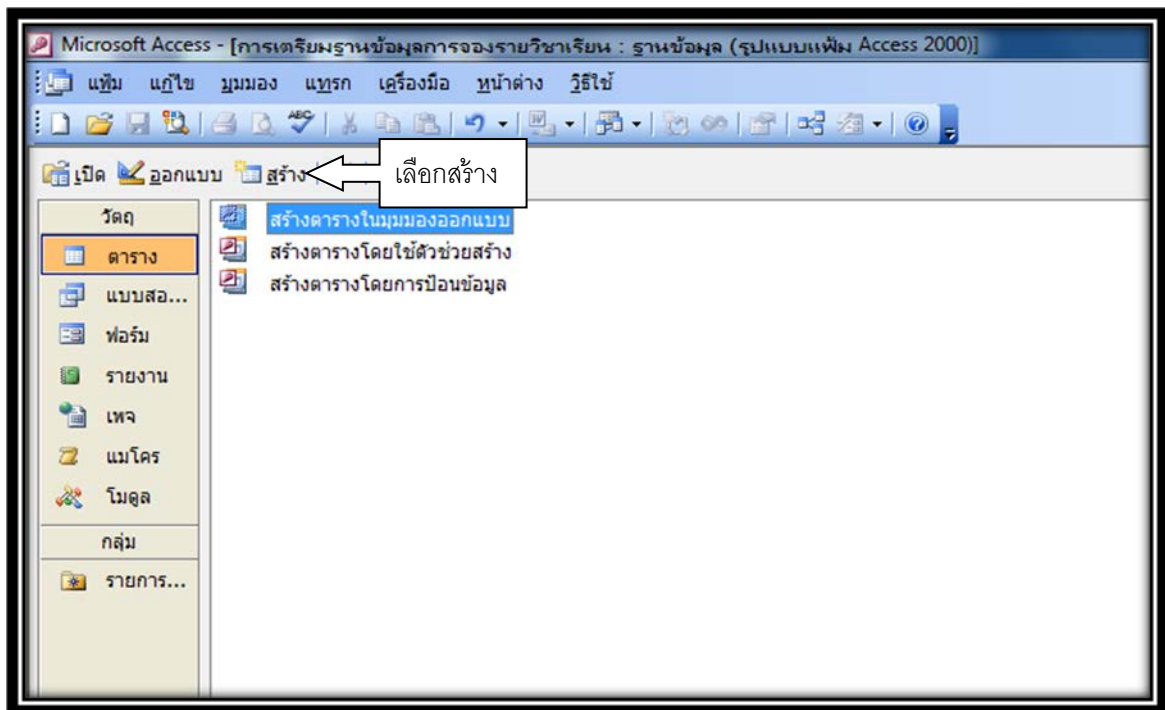 Microsoft Access - [การเตรียมฐานข้อมูลการจองรายวิชาเรียน : ฐานข้อมูล (รูปแบบแฟ้ม Access 2000)]
แฟ้ม แก้ไข มุมมอง แทรก เครื่องมือ หน้าต่าง วิธีใช้
เปิด ออกแบบ สร้าง เลือกสร้าง
วัตถุ
ตาราง
แบบสอ...
ฟอร์ม
รายงาน
เพจ
แมโคร
โมดูล
กลุ่ม
รายการ...
สร้างตารางในมุมมองออกแบบ
สร้างตารางโดยใช้ตัวช่วยสร้าง
สร้างตารางโดยการป้อนข้อมูล